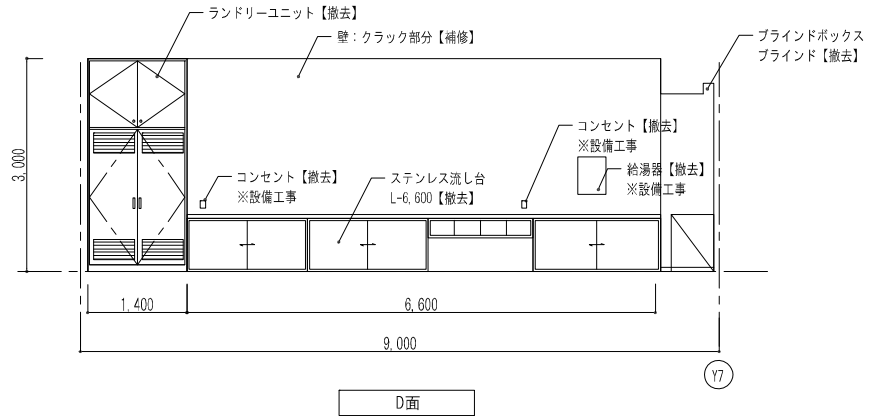 ランドリーユニット【撤去】
壁：クラック部分【補修】
ブラインドボックス
ブラインド【撤去】
コンセント【撤去】
※設備工事
給湯器【撤去】
※設備工事
コンセント【撤去】
※設備工事
ステンレス流し台
L-6,600【撤去】
3,000
1,400
6,600
9,000
Y7
D面